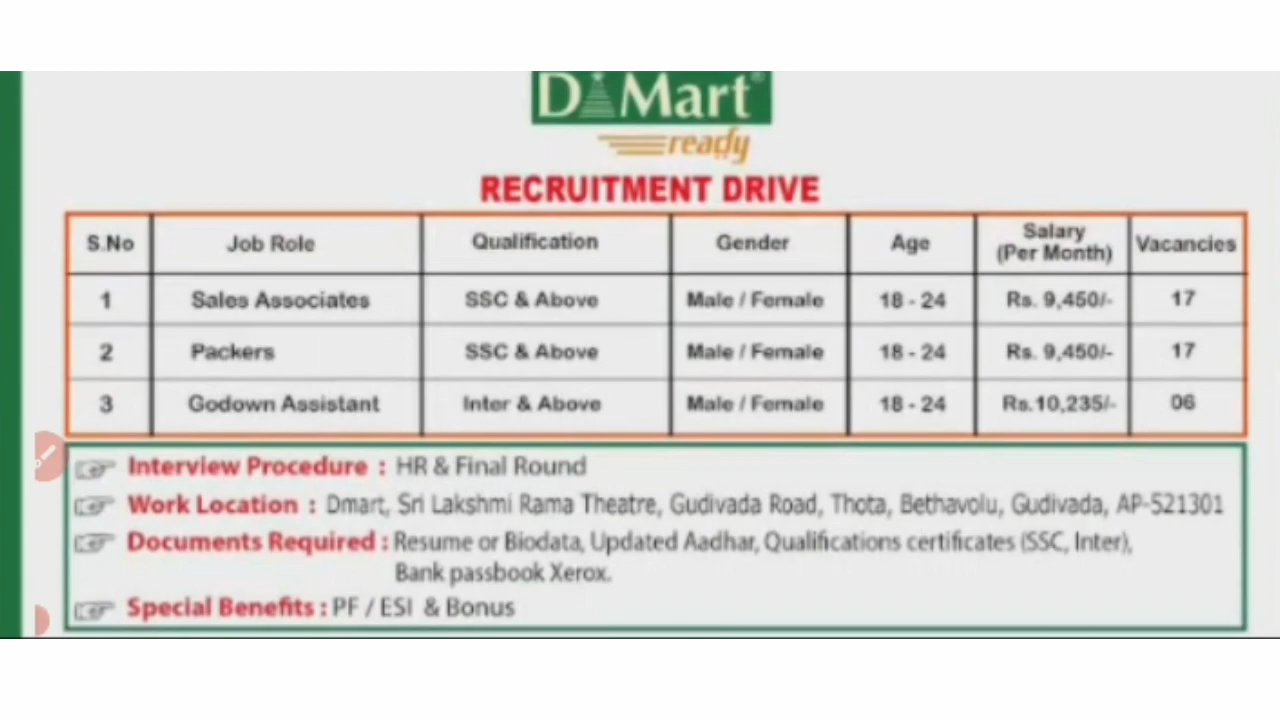 D Mart®
ready
RECRUITMENT DRIVE
S.No Job Role Qualification Gender Age Salary (Per Month) Vacancies
1 Sales Associates SSC & Above Male / Female 18 - 24 Rs. 9,450/- 17
2 Packers SSC & Above Male / Female 18 - 24 Rs. 9,450/- 17
3 Godown Assistant Inter & Above Male / Female 18 - 24 Rs.10,235/- 06
Interview Procedure : HR & Final Round
Work Location : Dmart, Sri Lakshmi Rama Theatre, Gudivada Road, Thota, Bethavolu, Gudivada, AP-521301
Documents Required : Resume or Biodata, Updated Aadhar, Qualifications certificates (SSC, Inter),
Bank passbook Xerox.
Special Benefits : PF / ESI & Bonus